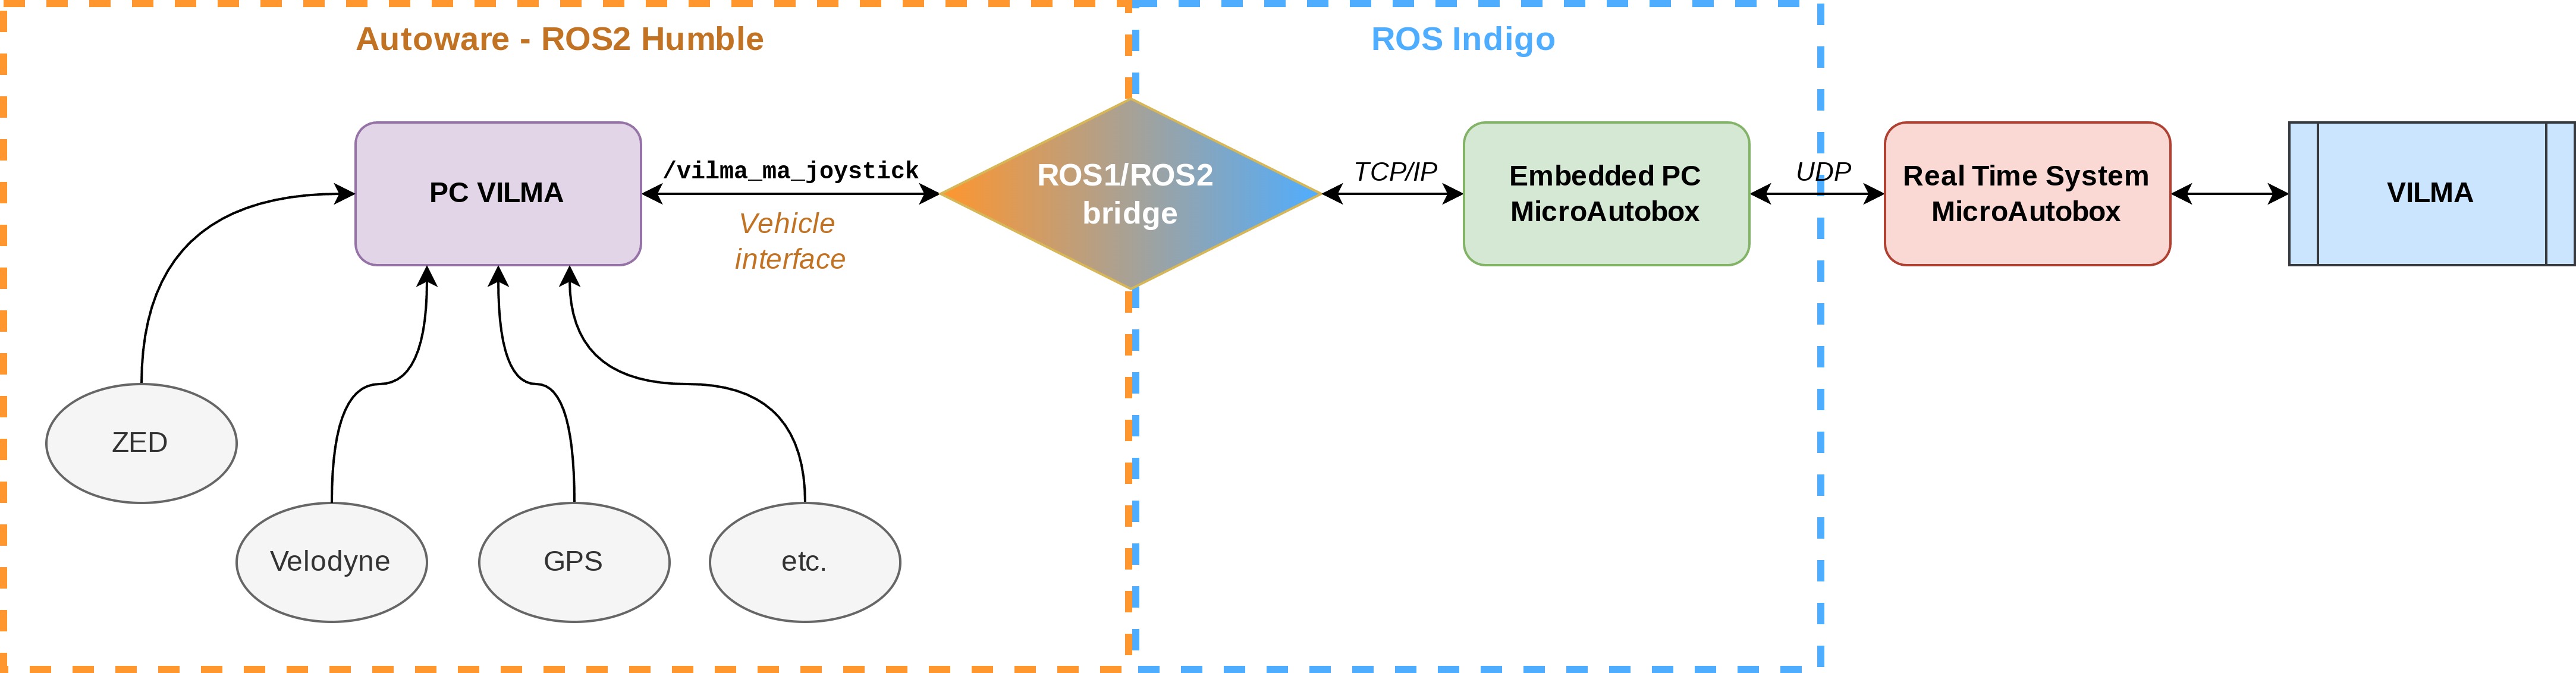 Autoware - ROS2 Humble
ROS Indigo
PC VILMA
/vilma_ma_joystick
Vehicle
interface
ROS1/ROS2
bridge
TCP/IP
Embedded PC
MicroAutobox
UDP
Real Time System
MicroAutobox
VILMA
ZED
Velodyne
GPS
etc.